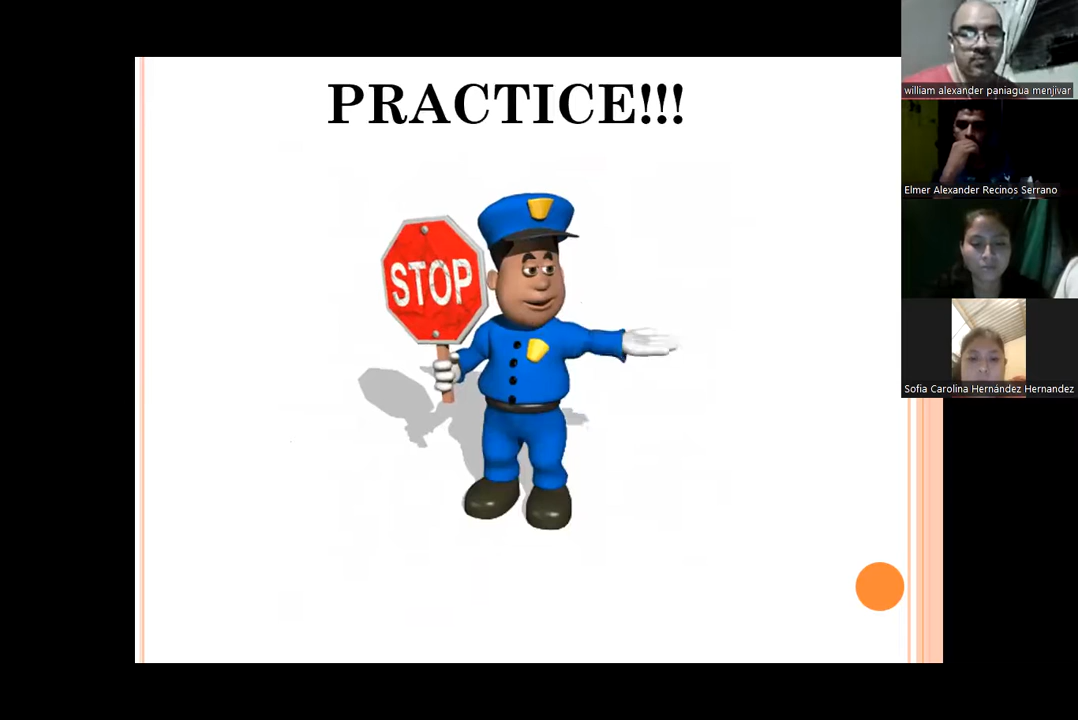 PRACTICE!!!
STOP
william alexander paniagua menjivar
Elmer Alexander Recinos Serrano
Sofia Carolina Hernández Hernandez